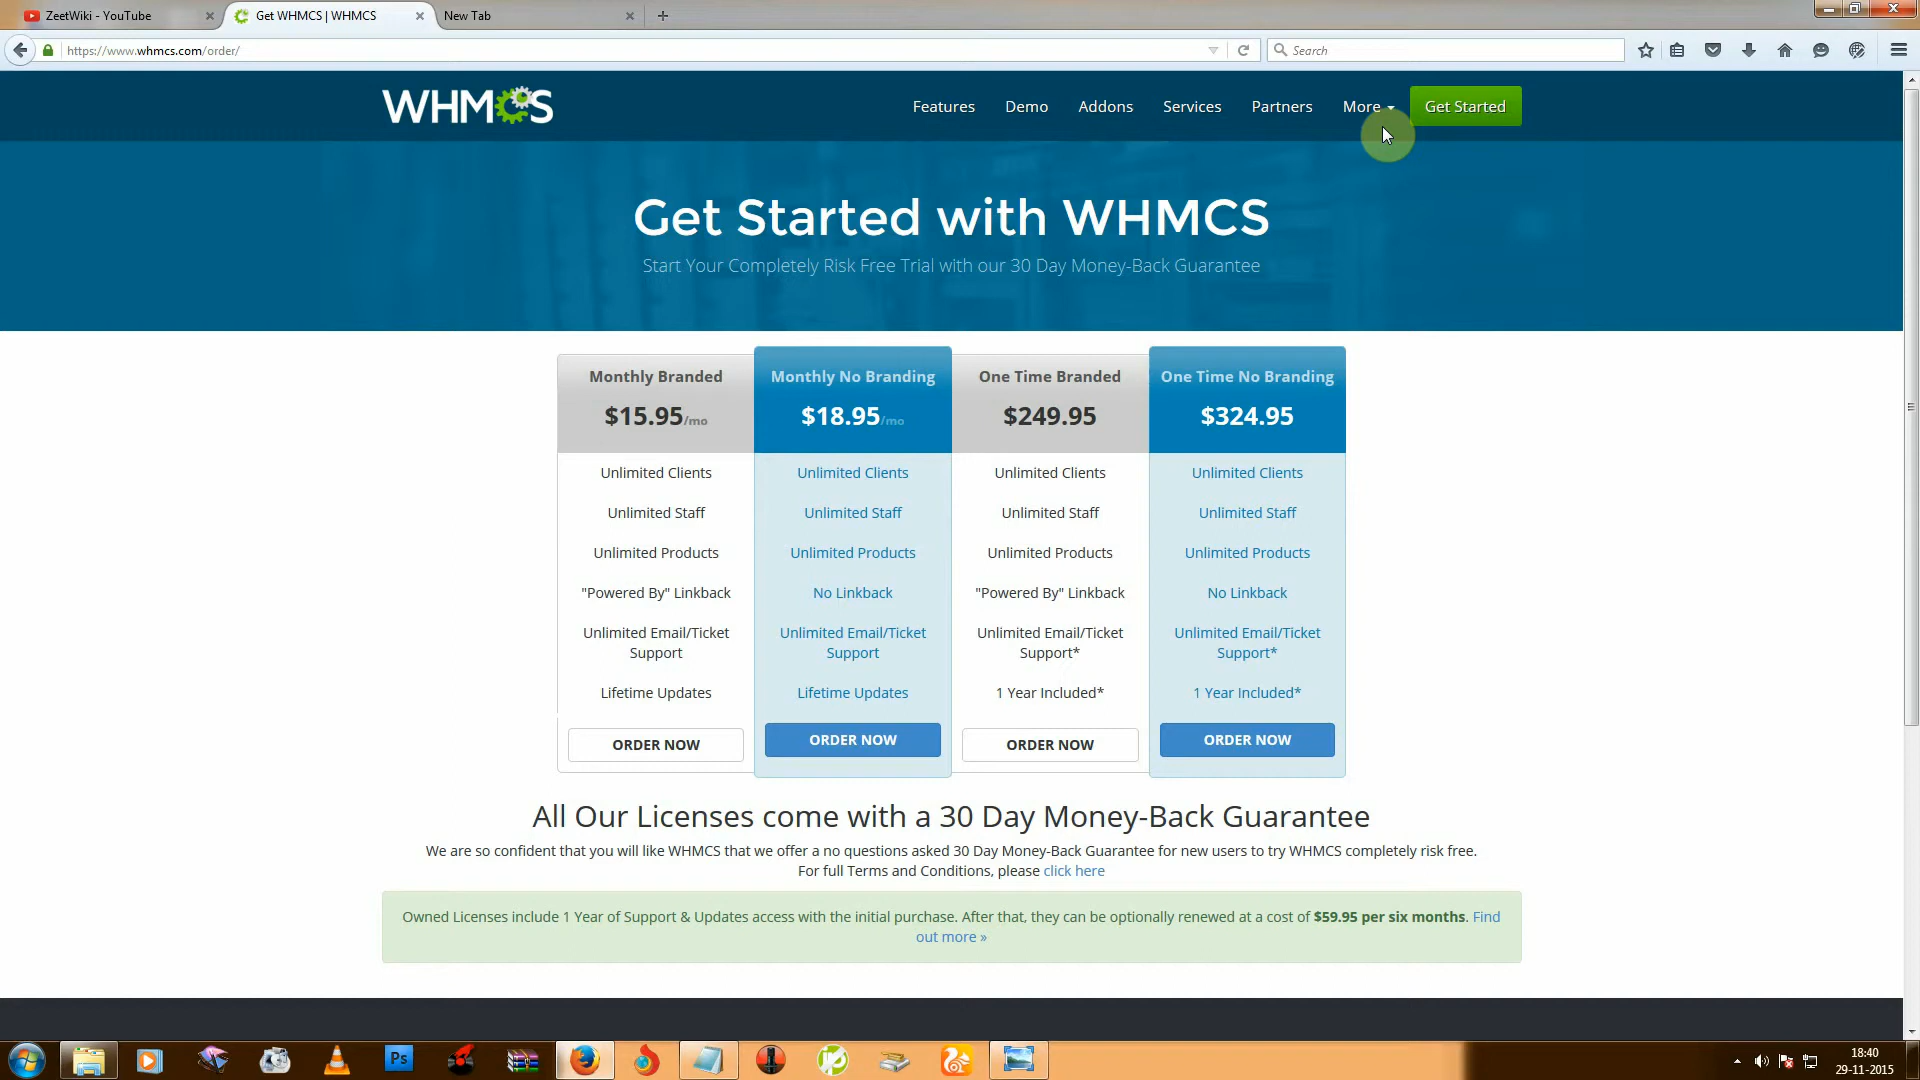 ZeetWiki - YouTube
Get WHMCS | WHMCS
New Tab
https://www.whmcs.com/order/
Search
WHMCS
Features
Demo
Addons
Services
Partners
More
Get Started
Get Started with WHMCS
Start Your Completely Risk Free Trial with our 30 Day Money-Back Guarantee
Monthly Branded
$15.95/mo
Unlimited Clients
Unlimited Staff
Unlimited Products
"Powered By" Linkback
Unlimited Email/Ticket
Support
Lifetime Updates
ORDER NOW
Monthly No Branding
$18.95/mo
Unlimited Clients
Unlimited Staff
Unlimited Products
No Linkback
Unlimited Email/Ticket
Support
Lifetime Updates
ORDER NOW
One Time Branded
$249.95
Unlimited Clients
Unlimited Staff
Unlimited Products
"Powered By" Linkback
Unlimited Email/Ticket
Support*
1 Year Included*
ORDER NOW
One Time No Branding
$324.95
Unlimited Clients
Unlimited Staff
Unlimited Products
No Linkback
Unlimited Email/Ticket
Support*
1 Year Included*
ORDER NOW
All Our Licenses come with a 30 Day Money-Back Guarantee
We are so confident that you will like WHMCS that we offer a no questions asked 30 Day Money-Back Guarantee for new users to try WHMCS completely risk free.
For full Terms and Conditions, please click here
Owned Licenses include 1 Year of Support & Updates access with the initial purchase. After that, they can be optionally renewed at a cost of $59.95 per six months. Find
out more »
Ps
18:40
29-11-2015